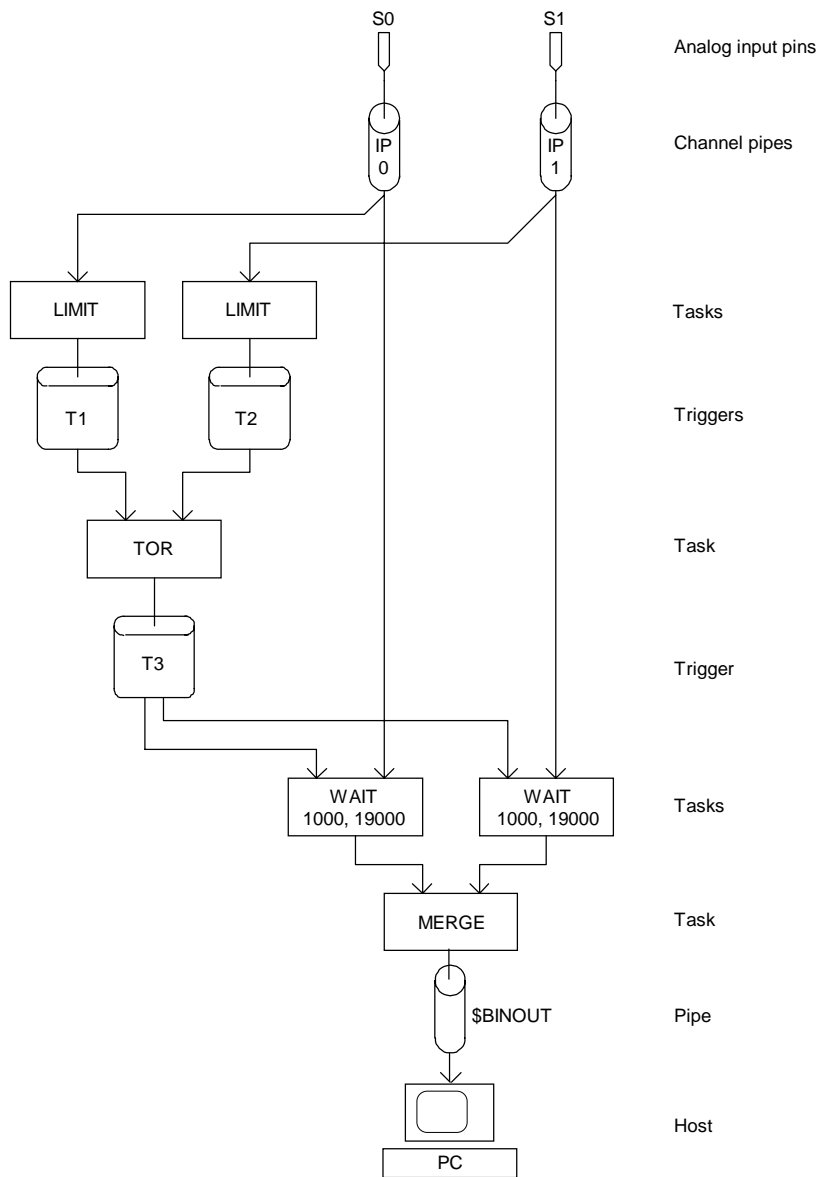 S0
S1
Analog input pins
IP
0
IP
1
Channel pipes
LIMIT
LIMIT
Tasks
T1
T2
Triggers
TOR
Task
T3
Trigger
WAIT
1000, 19000
WAIT
1000, 19000
Tasks
MERGE
Task
$BINOUT
Pipe
Host
PC